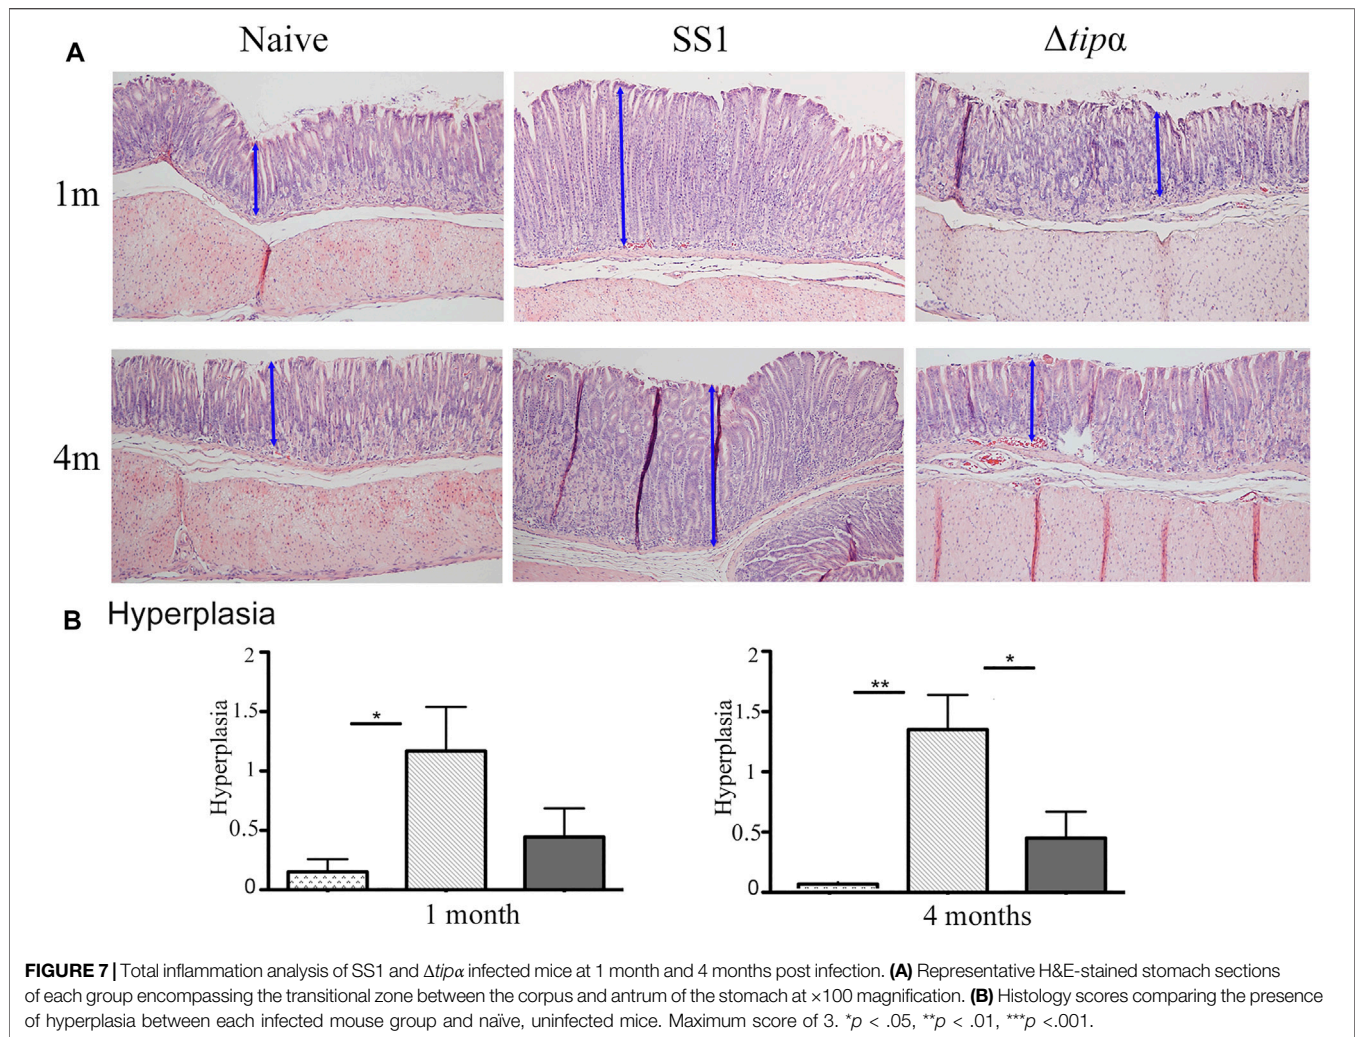 A
Naive
SS1
Δtipα
1m
4m
B Hyperplasia
2
1.5
1
0.5
0
Hyperplasia
*
1 month
2
1.5
1
0.5
0
Hyperplasia
**
*
4 months
FIGURE 7 | Total inflammation analysis of SS1 and Δtipα infected mice at 1 month and 4 months post infection. (A) Representative H&E-stained stomach sections
of each group encompassing the transitional zone between the corpus and antrum of the stomach at ×100 magnification. (B) Histology scores comparing the presence
of hyperplasia between each infected mouse group and naïve, uninfected mice. Maximum score of 3. *p < .05, **p < .01, ***p <.001.